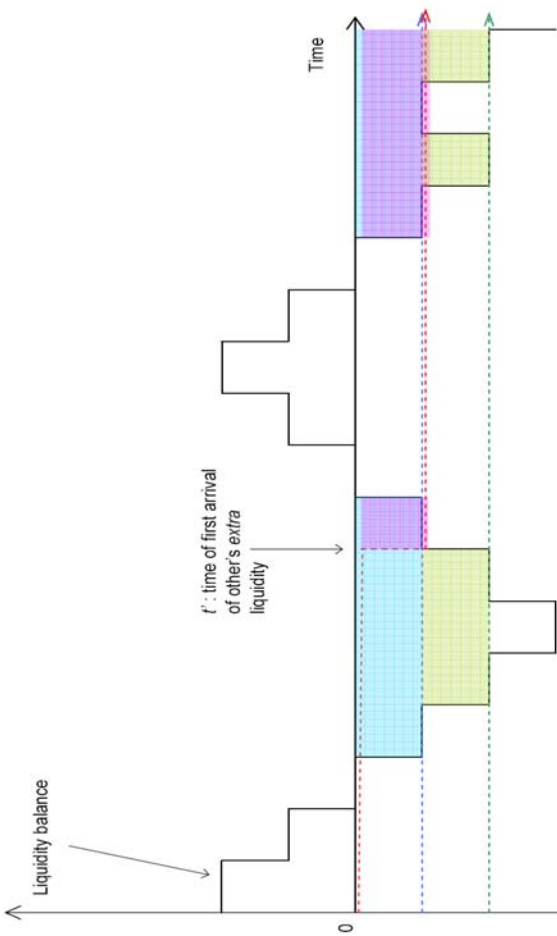 Liquidity balance
t' : time of first arrival
of other's extra
liquidity
Time
0